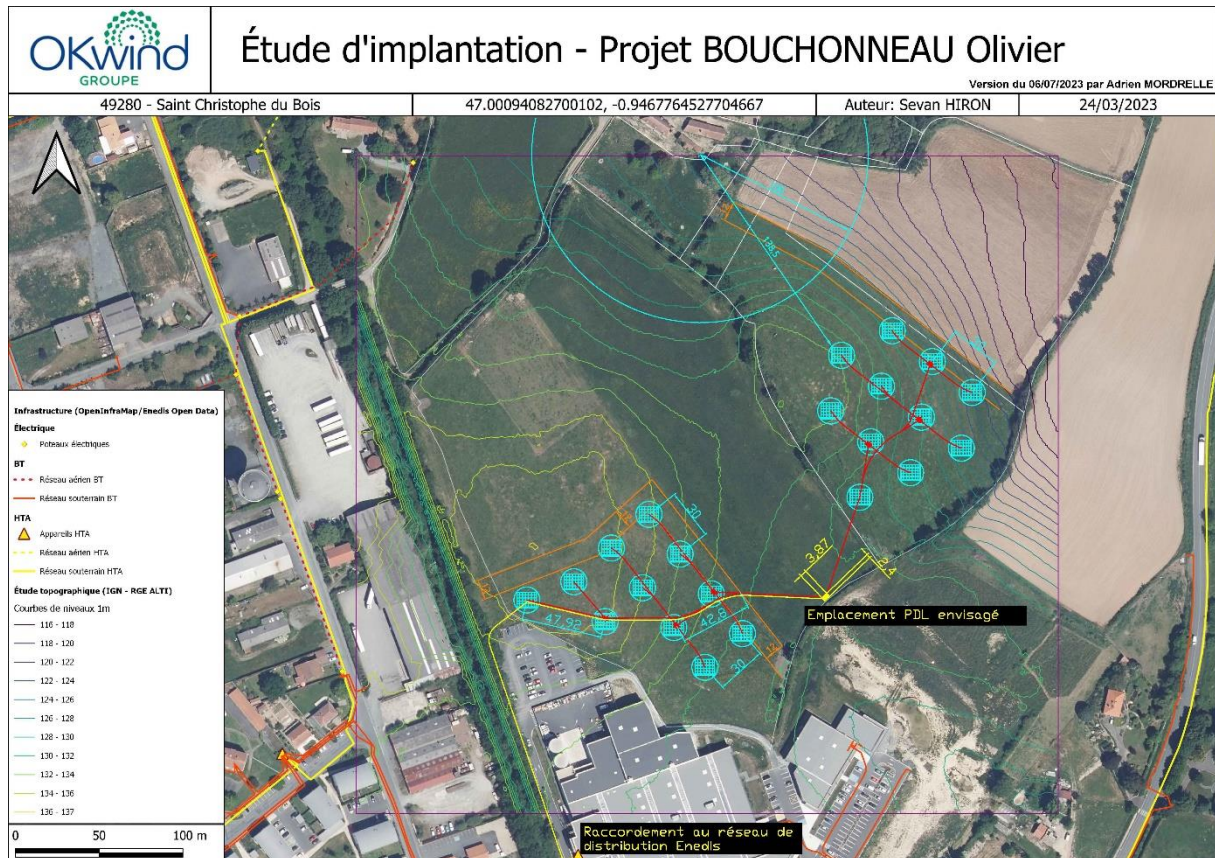 OKwind
GROUPE
Étude d'implantation - Projet BOUCHONNEAU Olivier
Version du 06/07/2023 par Adrien MORDRELLE
49280 - Saint Christophe du Bois
47.00094082700102, -0.9467764527704667
Auteur: Sevan HIRON
24/03/2023
138.5
30
3,87
2,4
Emplacement PDL envisagé
47,92
42,8
12
30
Infrastructure (OpenInfraMap/Enedis Open Data)
Électrique
Poteaux électriques
BT
Réseau aérien BT
Réseau souterrain BT
HTA
Appareils HTA
Réseau aérien HTA
Réseau souterrain HTA
Étude topographique (IGN - RGE ALTI)
Courbes de niveaux 1m
116 - 118
118 - 120
120 - 122
122 - 124
124 - 126
126 - 128
128 - 130
130 - 132
132 - 134
134 - 136
136 - 137
0 50 100 m
Raccordement au réseau de
distribution Enedis